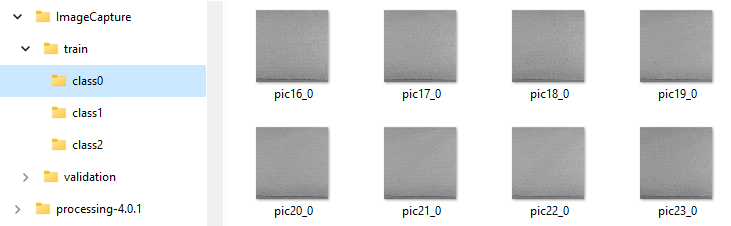 ImageCapture
train
class0
class1
class2
validation
processing-4.0.1
pic16_0 pic17_0 pic18_0 pic19_0
pic20_0 pic21_0 pic22_0 pic23_0